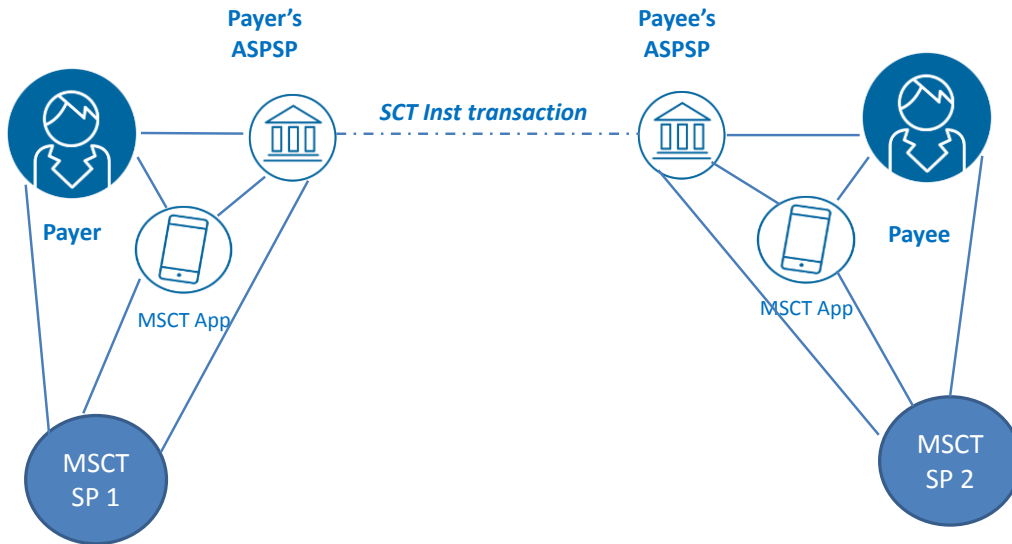 Payer's
ASPSP
Payee's
ASPSP
SCT Inst transaction
Payer
Payee
MSCT App
MSCT App
MSCT
SP 1
MSCT
SP 2